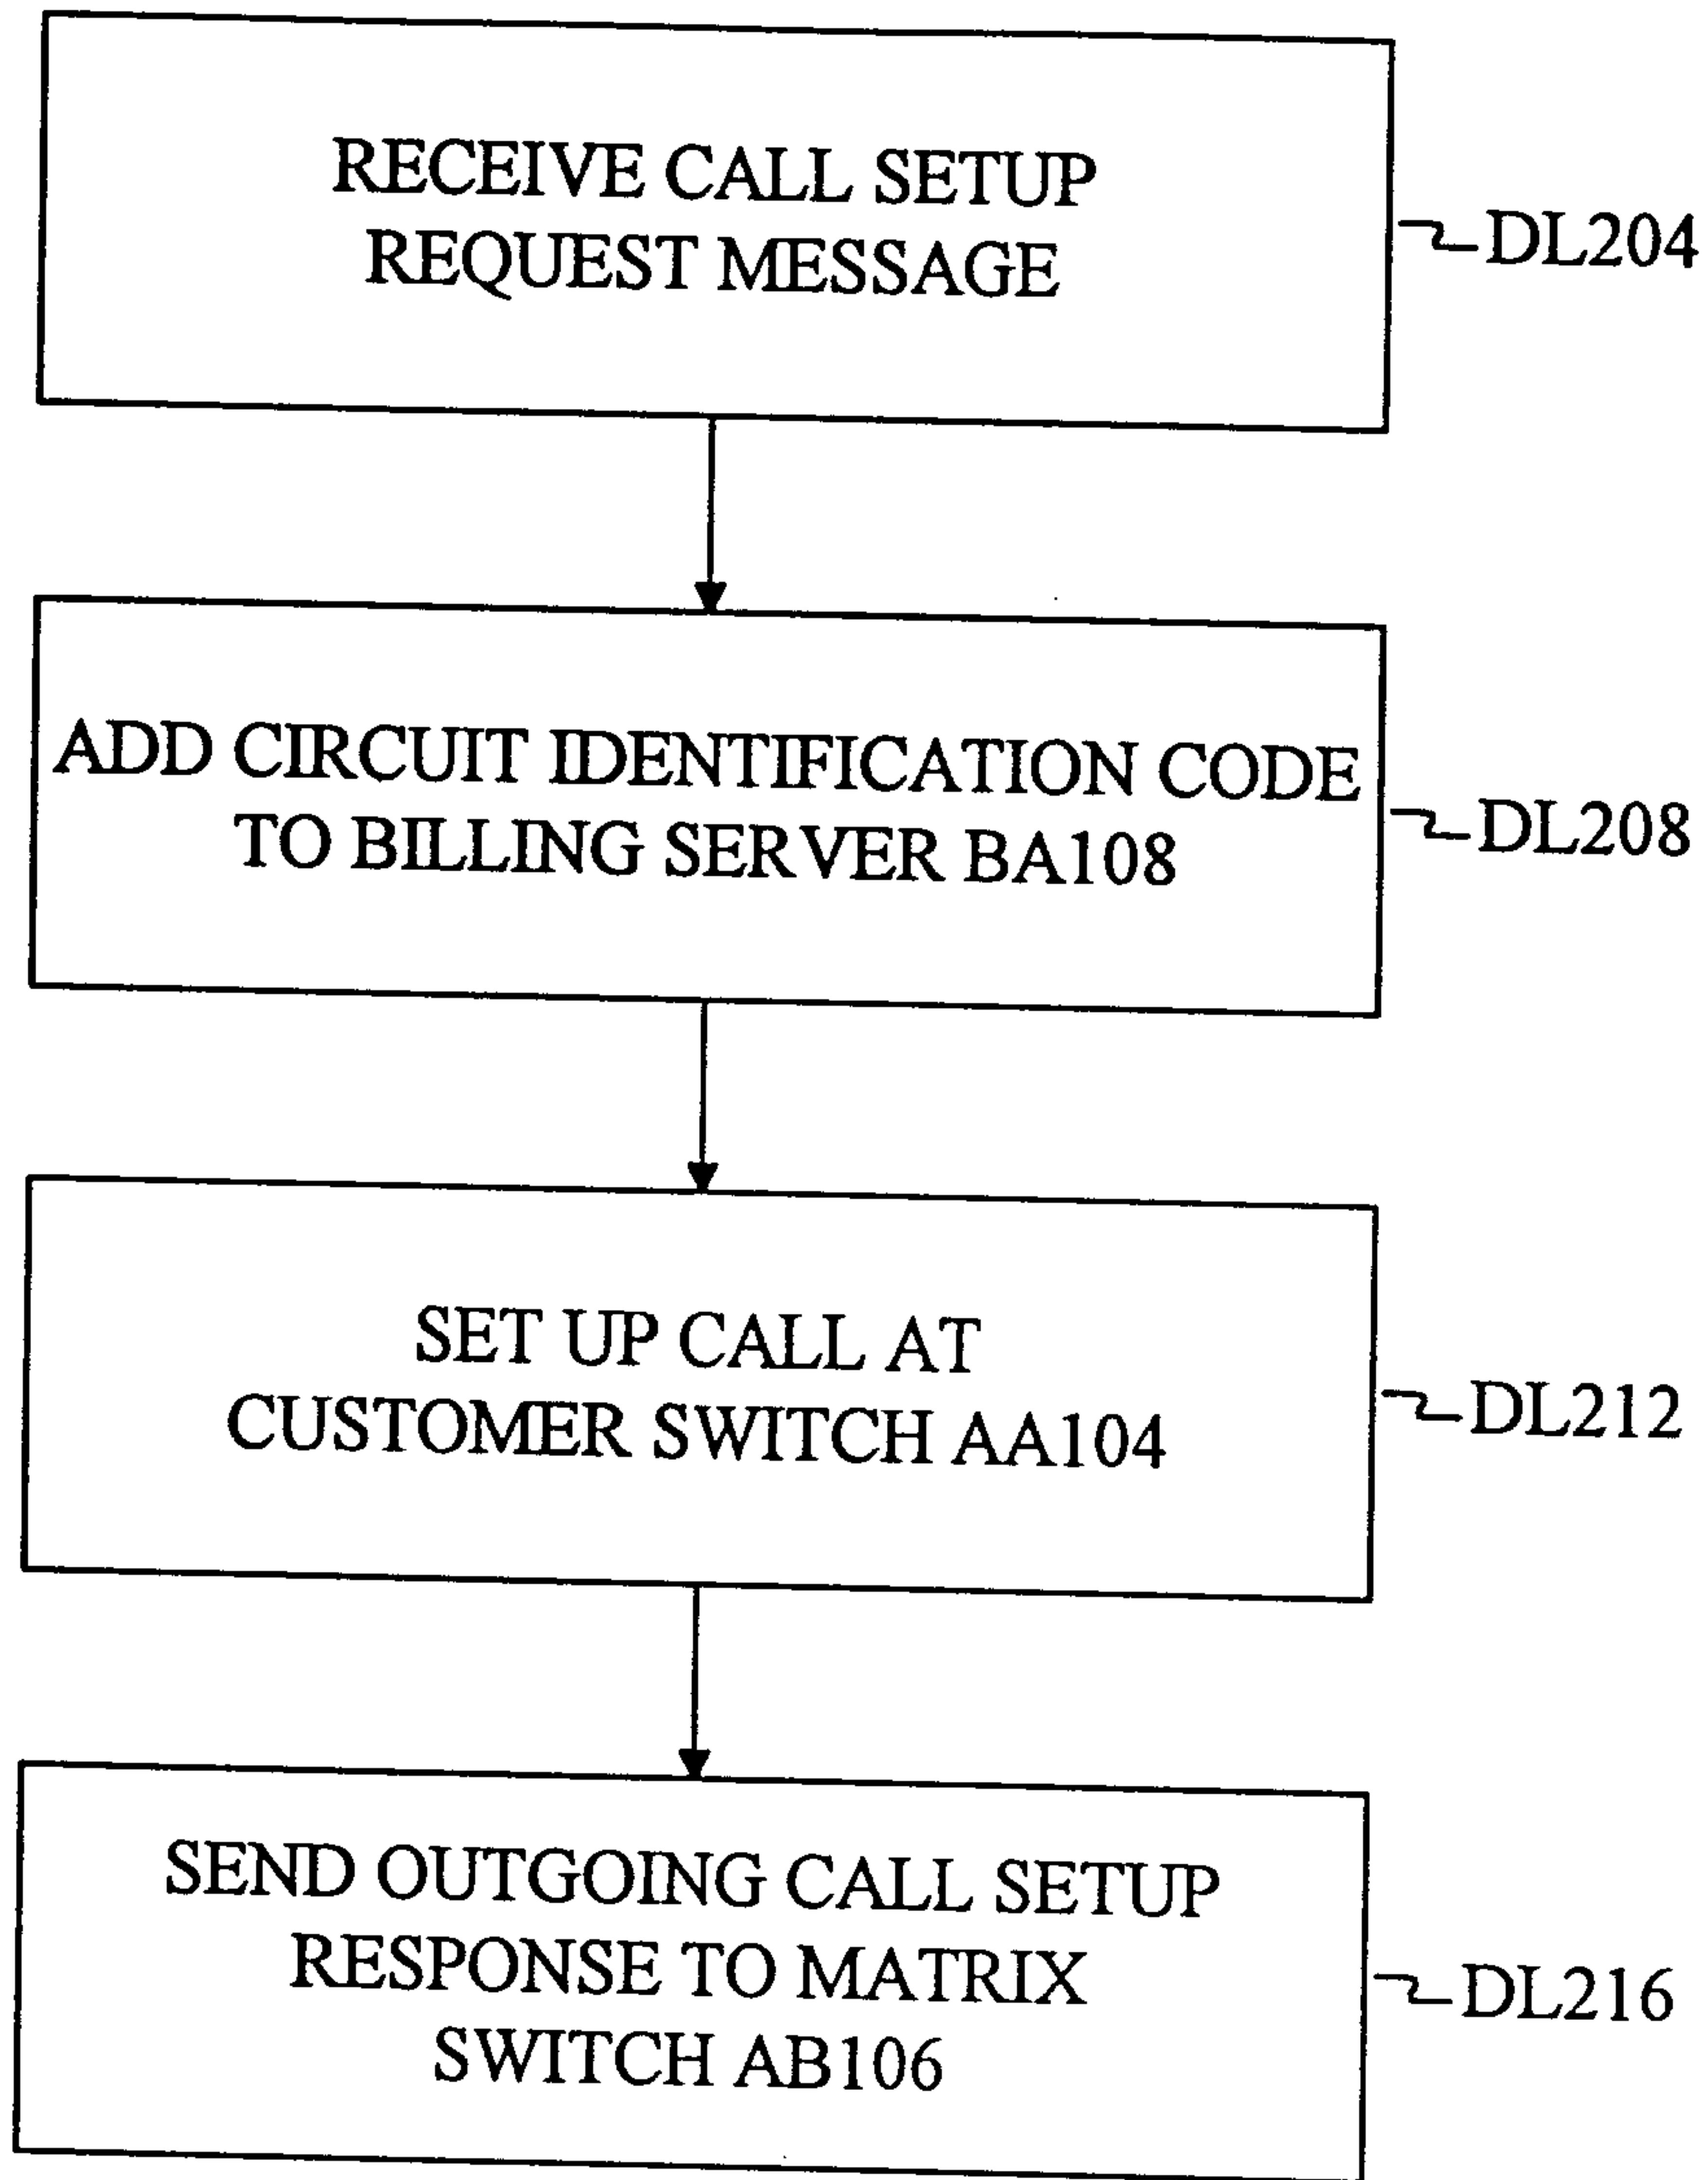 RECEIVE CALL SETUP
REQUEST MESSAGE
DL204
ADD CIRCUIT IDENTIFICATION CODE
TO BILLING SERVER BA108
DL208
SET UP CALL AT
CUSTOMER SWITCH AA104
DL212
SEND OUTGOING CALL SETUP
RESPONSE TO MATRIX
SWITCH AB106
DL216